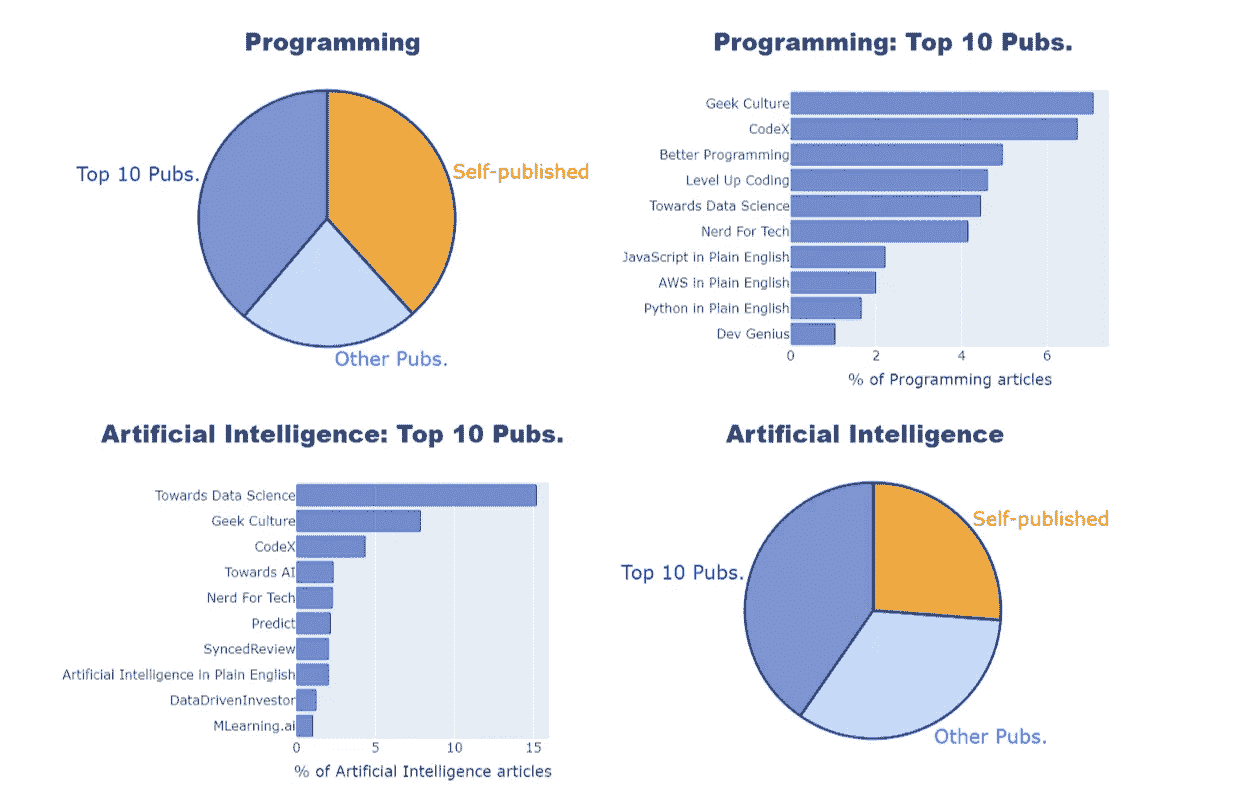 Programming
Top 10 Pubs.
Self-published
Other Pubs.
Programming: Top 10 Pubs.
Geek Culture
CodeX
Better Programming
Level Up Coding
Towards Data Science
Nerd For Tech
JavaScript in Plain English
AWS in Plain English
Python in Plain English
Dev Genius
0 2 4 6
% of Programming articles
Artificial Intelligence: Top 10 Pubs.
Towards Data Science
Geek Culture
CodeX
Towards AI
Nerd For Tech
Predict
SyncedReview
Artificial Intelligence in Plain English
DataDrivenInvestor
MLearning.ai
0 5 10 15
% of Artificial Intelligence articles
Artificial Intelligence
Self-published
Top 10 Pubs.
Other Pubs.